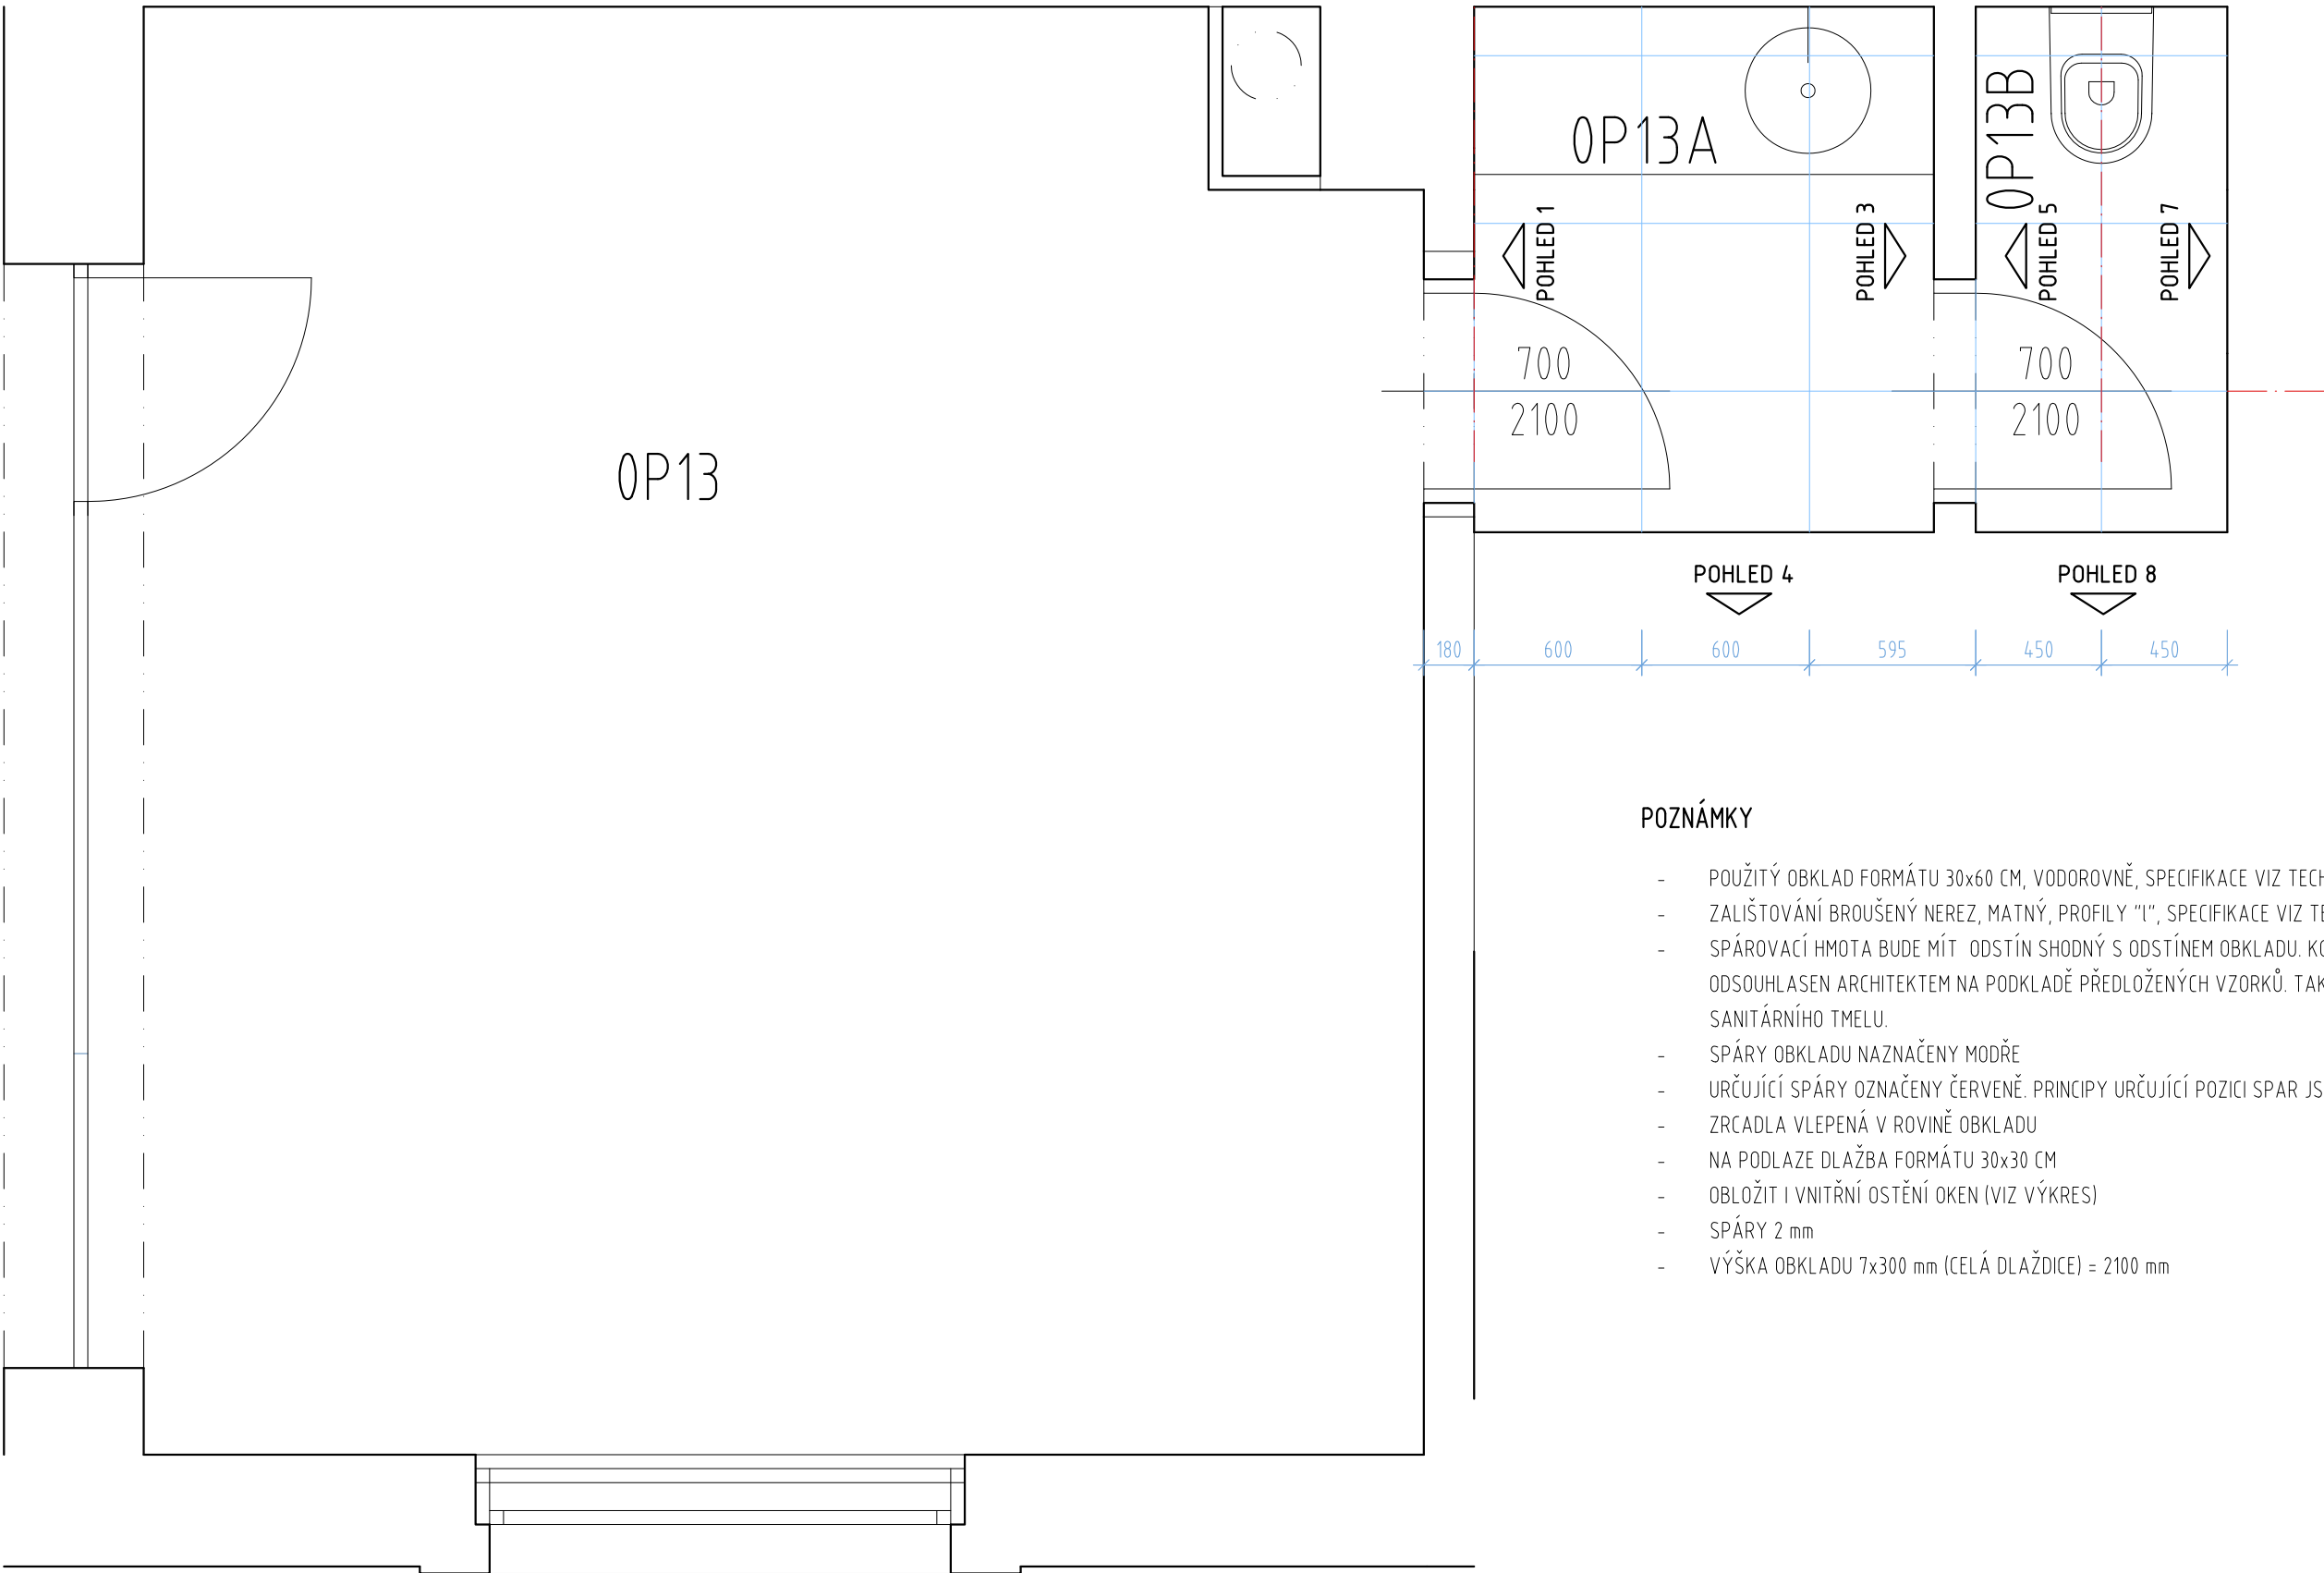 0P13A
0P13B
POHLED 1
POHLED 3
POHLED 5
POHLED 7
700
2100
700
2100
0P13
POHLED 4
POHLED 8
180
600
600
595
450
450
POZNÁMKY
- POUŽITÝ OBKLAD FORMÁTU 30x60 CM, VODOROVNĚ, SPECIFIKACE VIZ
- ZALIŠTOVÁNÍ BROUŠENÝ NEREZ, MATNÝ, PROFILY "l", SPECIFIKACE VIZ
- SPÁROVACÍ HMOTA BUDE MÍT ODSTÍN SHODNÝ S ODSTÍNEM OBKLADU.
ODSOUHLASEN ARCHITEKTEM NA PODKLADĚ PŘEDLOŽENÝCH VZORKŮ.
SANITÁRNÍHO TMELU.
- SPÁRY OBKLADU NAZNAČENY MODŘE
- URČUJÍCÍ SPÁRY OZNAČENY ČERVENĚ. PRINCIPY URČUJÍCÍ POZICI SPAR
- ZRCADLA VLEPENÁ V ROVINĚ OBKLADU
- NA PODLAZE DLAŽBA FORMÁTU 30x30 CM
- OBLOŽIT I VNITŘNÍ OSTĚNÍ OKEN (VIZ VÝKRES)
- SPÁRY 2 mm
- VÝŠKA OBKLADU 7x300 mm (CELÁ DLAŽDICE) = 2100 mm